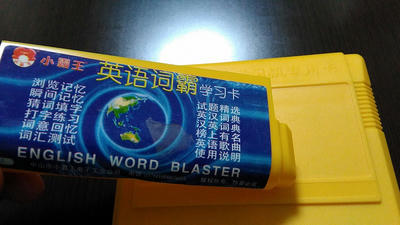 小霸王
英语词霸 学习卡
浏览记忆
瞬间记忆
猜词填字
打字练习
词意回忆
词汇测试
试题精选
英汉词典
汉英词典
榜上有名
英语歌曲
使用说明
ENGLISH WORD BLASTER